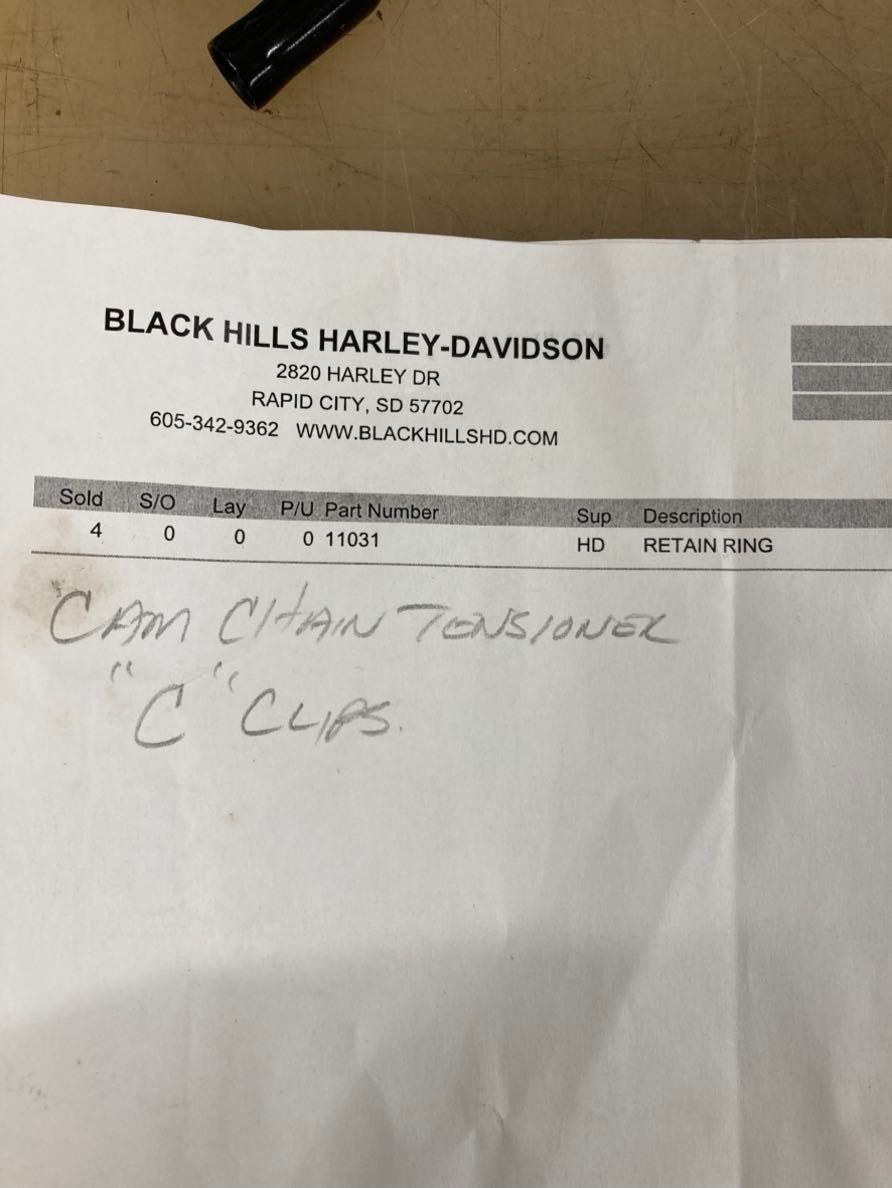 BLACK HILLS HARLEY-DAVIDSON
2820 HARLEY DR
RAPID CITY, SD 57702
605-342-9362 WWW.BLACKHILLSHD.COM
Sold S/O Lay P/U Part Number Sup Description
4 0 0 0 11031 HD RETAIN RING
CAM CHAIN TENSIONER
"C" CLIPS.